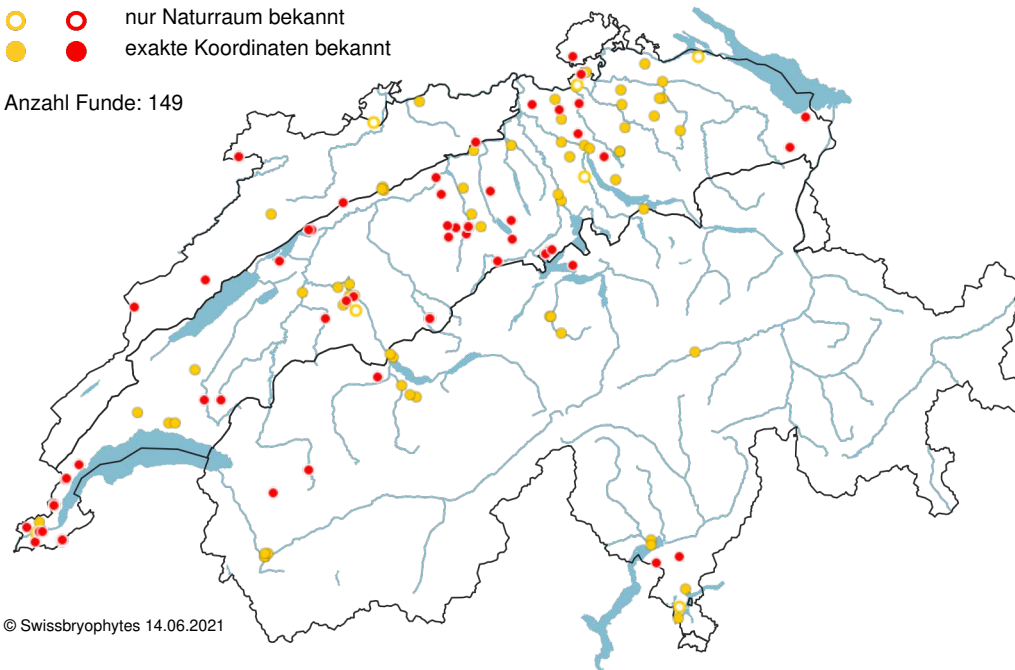 nur Naturraum bekannt
exakte Koordinaten bekannt
Anzahl Funde: 149
© Swissbryophytes 14.06.2021